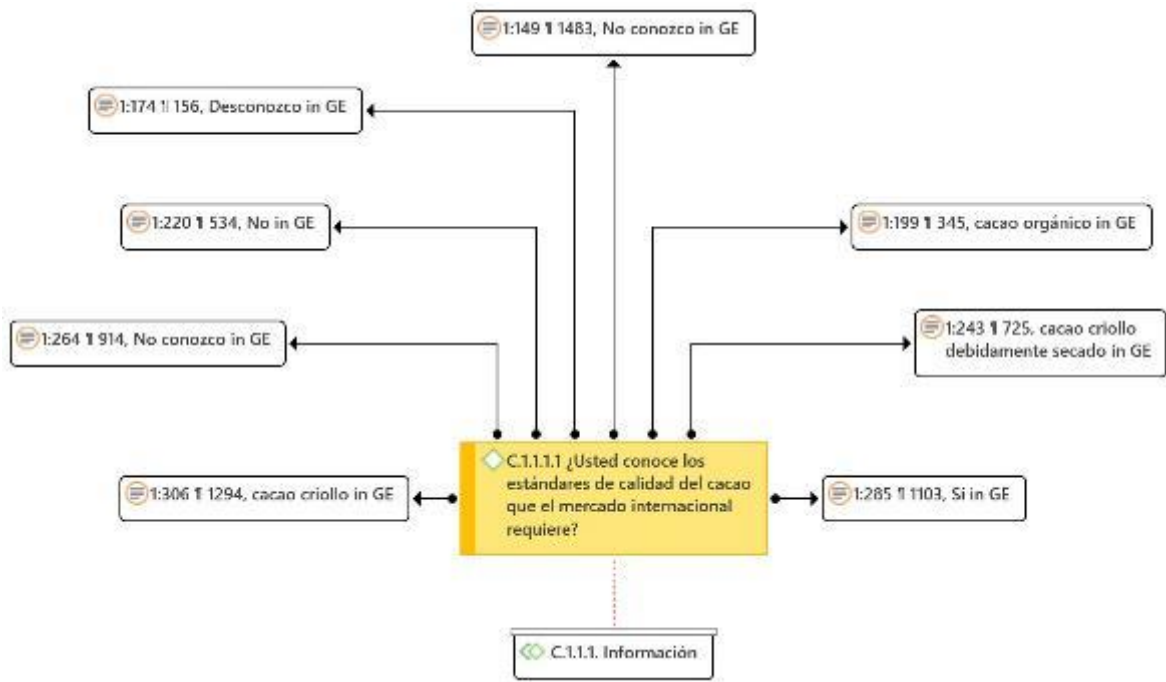 1:149 ¶ 1483, No conozco in GE
1:174 ¶ 156, Desconozco in GE
1:220 ¶ 534, No in GE
1:199 ¶ 345, cacao orgánico in GE
1:264 ¶ 914, No conozco in GE
1:243 ¶ 725, cacao criollo
debidamente secado in GE
C.1.1.1.1 ¿Usted conoce los
estándares de calidad del cacao
que el mercado internacional
requiere?
1:306 ¶ 1294, cacao criollo in GE
1:285 ¶ 1103, Si in GE
C.1.1.1. Información